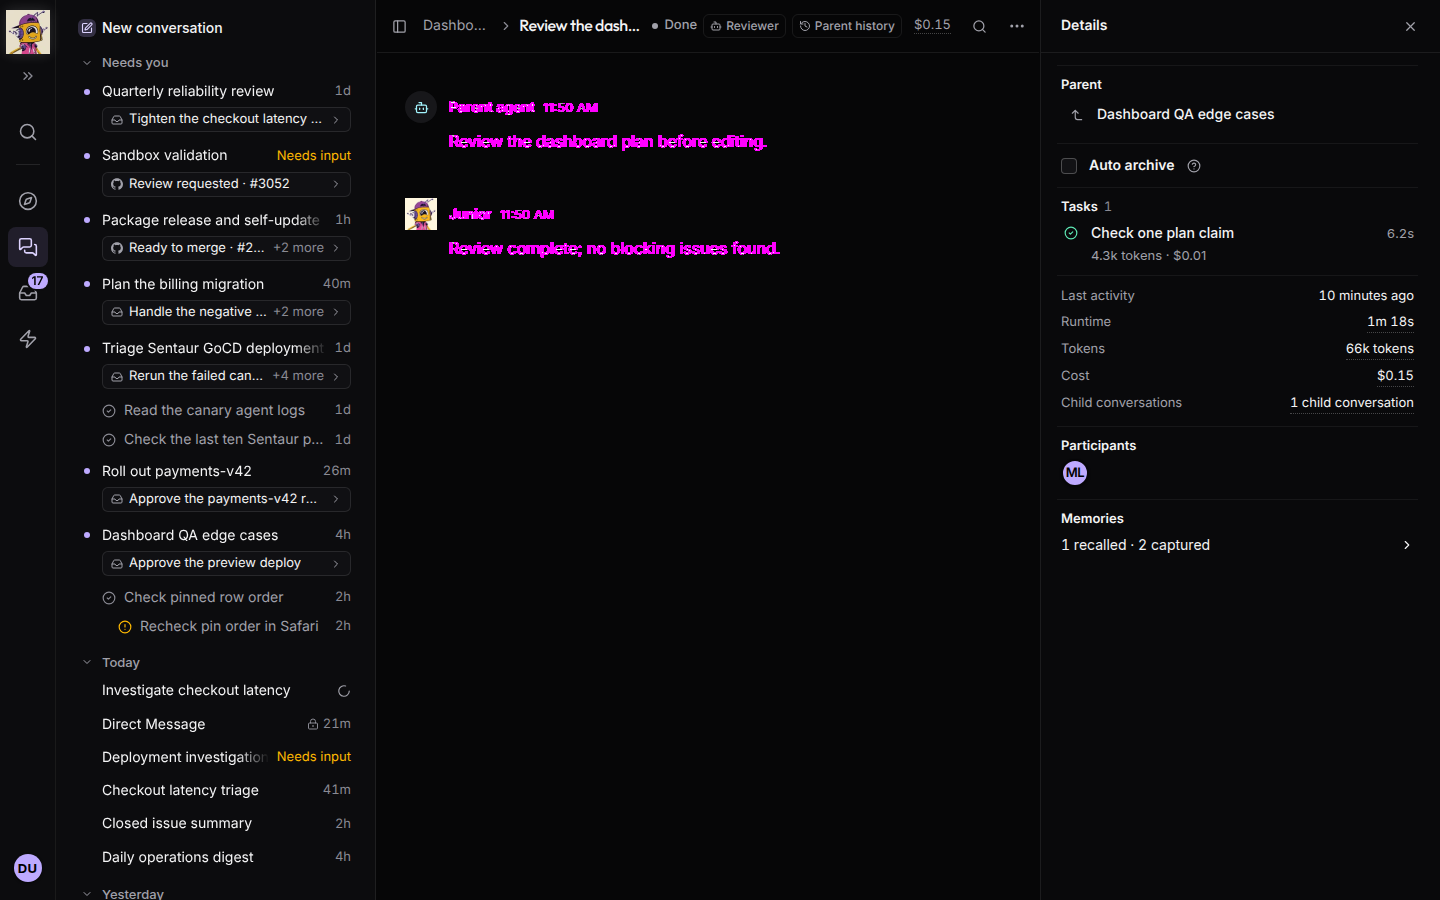 New conversation
Needs you
Quarterly reliability review 1d
Tighten the checkout latency ...
Sandbox validation Needs input
Review requested · #3052
Package release and self-update 1h
Ready to merge · #2... +2 more
17
Plan the billing migration 40m
Handle the negative ... +2 more
Triage Sentaur GoCD deployment 1d
Rerun the failed can... +4 more
Read the canary agent logs 1d
Check the last ten Sentaur p... 1d
Roll out payments-v42 26m
Approve the payments-v42 r...
Dashboard QA edge cases 4h
Approve the preview deploy
Check pinned row order 2h
Recheck pin order in Safari 2h
Today
Investigate checkout latency
Direct Message 21m
Deployment investigation Needs input
Checkout latency triage 41m
Closed issue summary 2h
Daily operations digest 4h
Yesterday
DU
Dashbo... Review the dash... Done Reviewer Parent history $0.15
Parent agent 11:50 AM
Review the dashboard plan before editing.
Junior 11:50 AM
Review complete; no blocking issues found.
Details
Parent
Dashboard QA edge cases
Auto archive
Tasks 1
Check one plan claim 6.2s
4.3k tokens · $0.01
Last activity 10 minutes ago
Runtime 1m 18s
Tokens 66k tokens
Cost $0.15
Child conversations 1 child conversation
Participants
ML
Memories
1 recalled · 2 captured